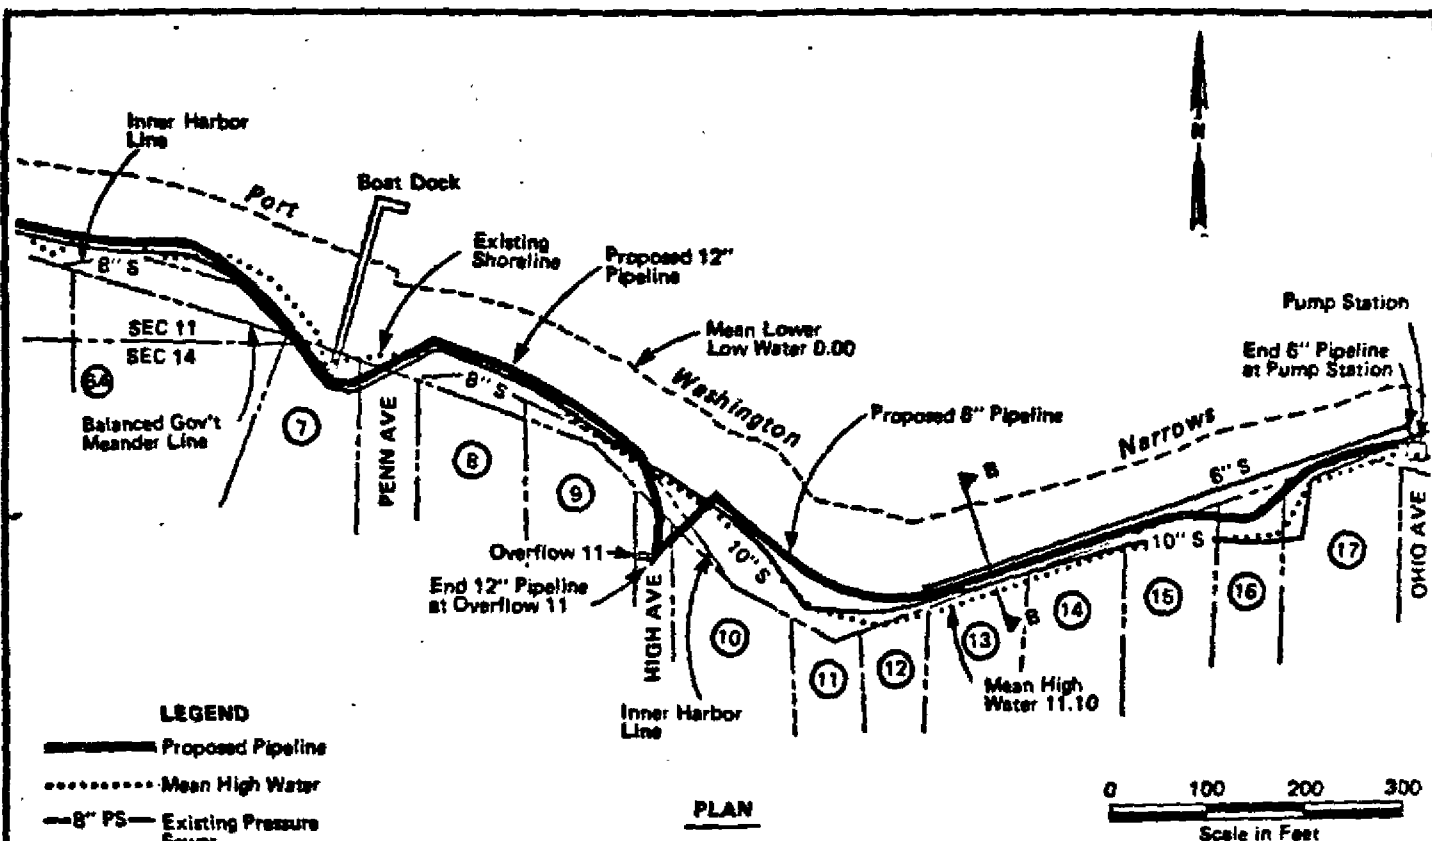 N
Inner Harbor
Line
Port
Boat Dock
Existing
Shoreline
Proposed 12"
Pipeline
8" S
Mean Lower
Low Water 0.00
Pump Station
End 6" Pipeline
at Pump Station
SEC 11
SEC 14
Washington
8" S
Proposed 8" Pipeline
Narrows
B
6" S
Balanced Gov't
Meander Line
7
PENN AVE
8
9
Overflow 11
End 12" Pipeline
at Overflow 11
HIGH AVE
10" S
10" S
OHIO AVE
10
11
12
13
14
15
16
17
B
Mean High
Water 11.10
Inner Harbor
Line
LEGEND
Proposed Pipeline
Mean High Water
8" PS
Existing Pressure
PLAN
0 100 200 300
Scale in Feet